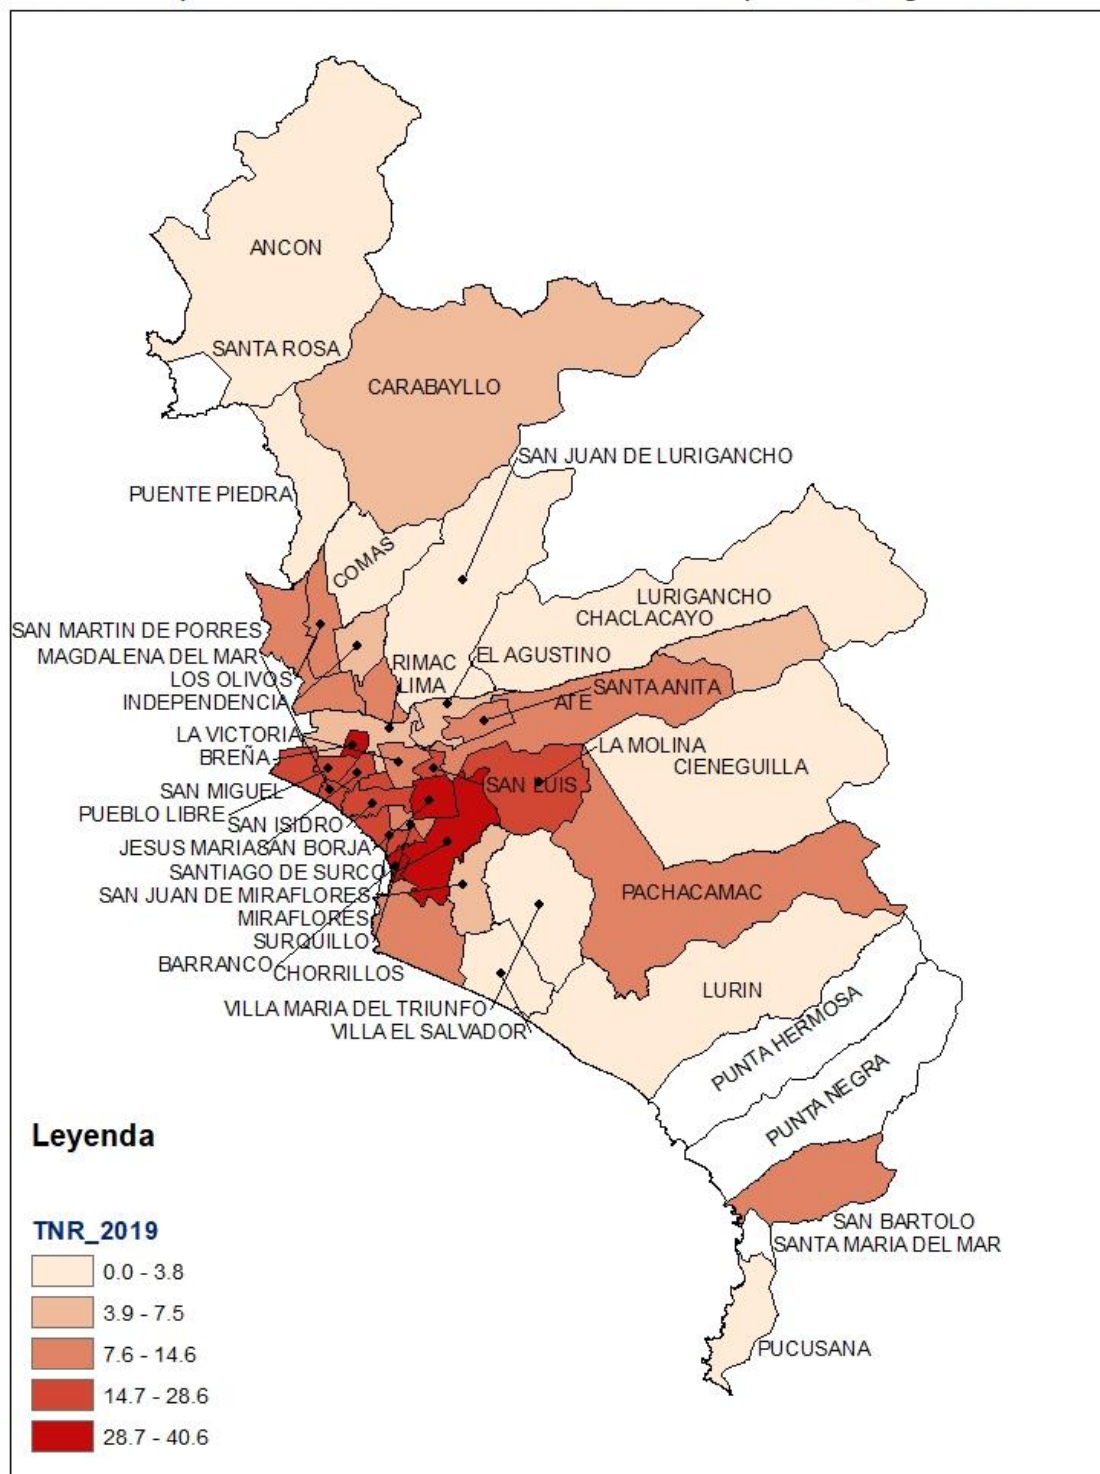 ANCON
SANTA ROSA
CARABAYLLO
SAN JUAN DE LURIGANCHO
PUENTE PIEDRA
COMAS
LURIGANCHO
CHACLACAYO
SAN MARTIN DE PORRES
MAGDALENA DEL MAR
RIMAC
EL AGUSTINO
LOS OLIVOS
LIMA
SANTA ANITA
INDEPENDENCIA
ATE
LA VICTORIA
LA MOLINA
BREÑA
CIENEGUILLA
SAN MIGUEL
SAN LUIS
PUEBLO LIBRE
SAN ISIDRO
JESUS MARIA
SAN BORJA
SANTIAGO DE SURCO
SAN JUAN DE MIRAFLORES
PACHACAMAC
MIRAFLORES
SURQUILLO
BARRANCO
CHORRILLOS
LURIN
VILLA MARIA DEL TRIUNFO
VILLA EL SALVADOR
PUNTA HERMOSA
PUNTA NEGRA
SAN BARTOLO
SANTA MARIA DEL MAR
PUCUSANA
Leyenda
TNR_2019
0.0 - 3.8
3.9 - 7.5
7.6 - 14.6
14.7 - 28.6
28.7 - 40.6